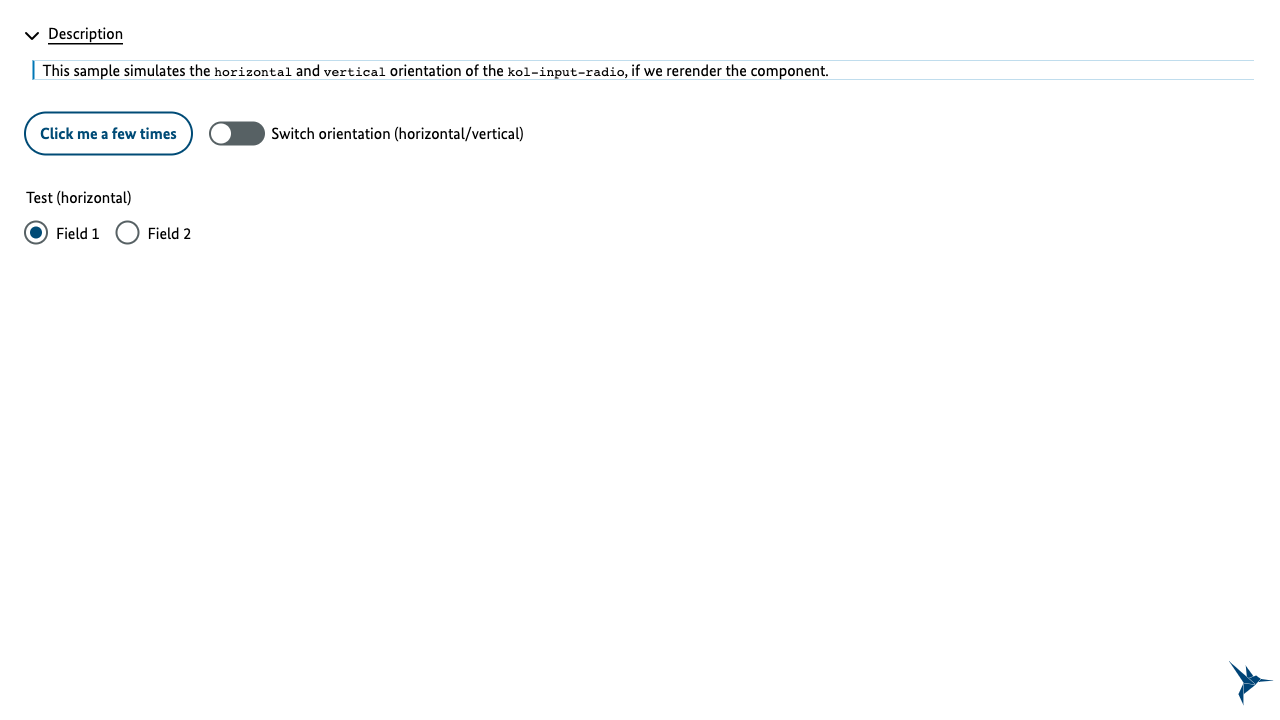 Description
This sample simulates the horizontal and vertical orientation of the kol-input-radio, if we rerender the component.
Click me a few times Switch orientation (horizontal/vertical)
Test (horizontal)
Field 1 Field 2